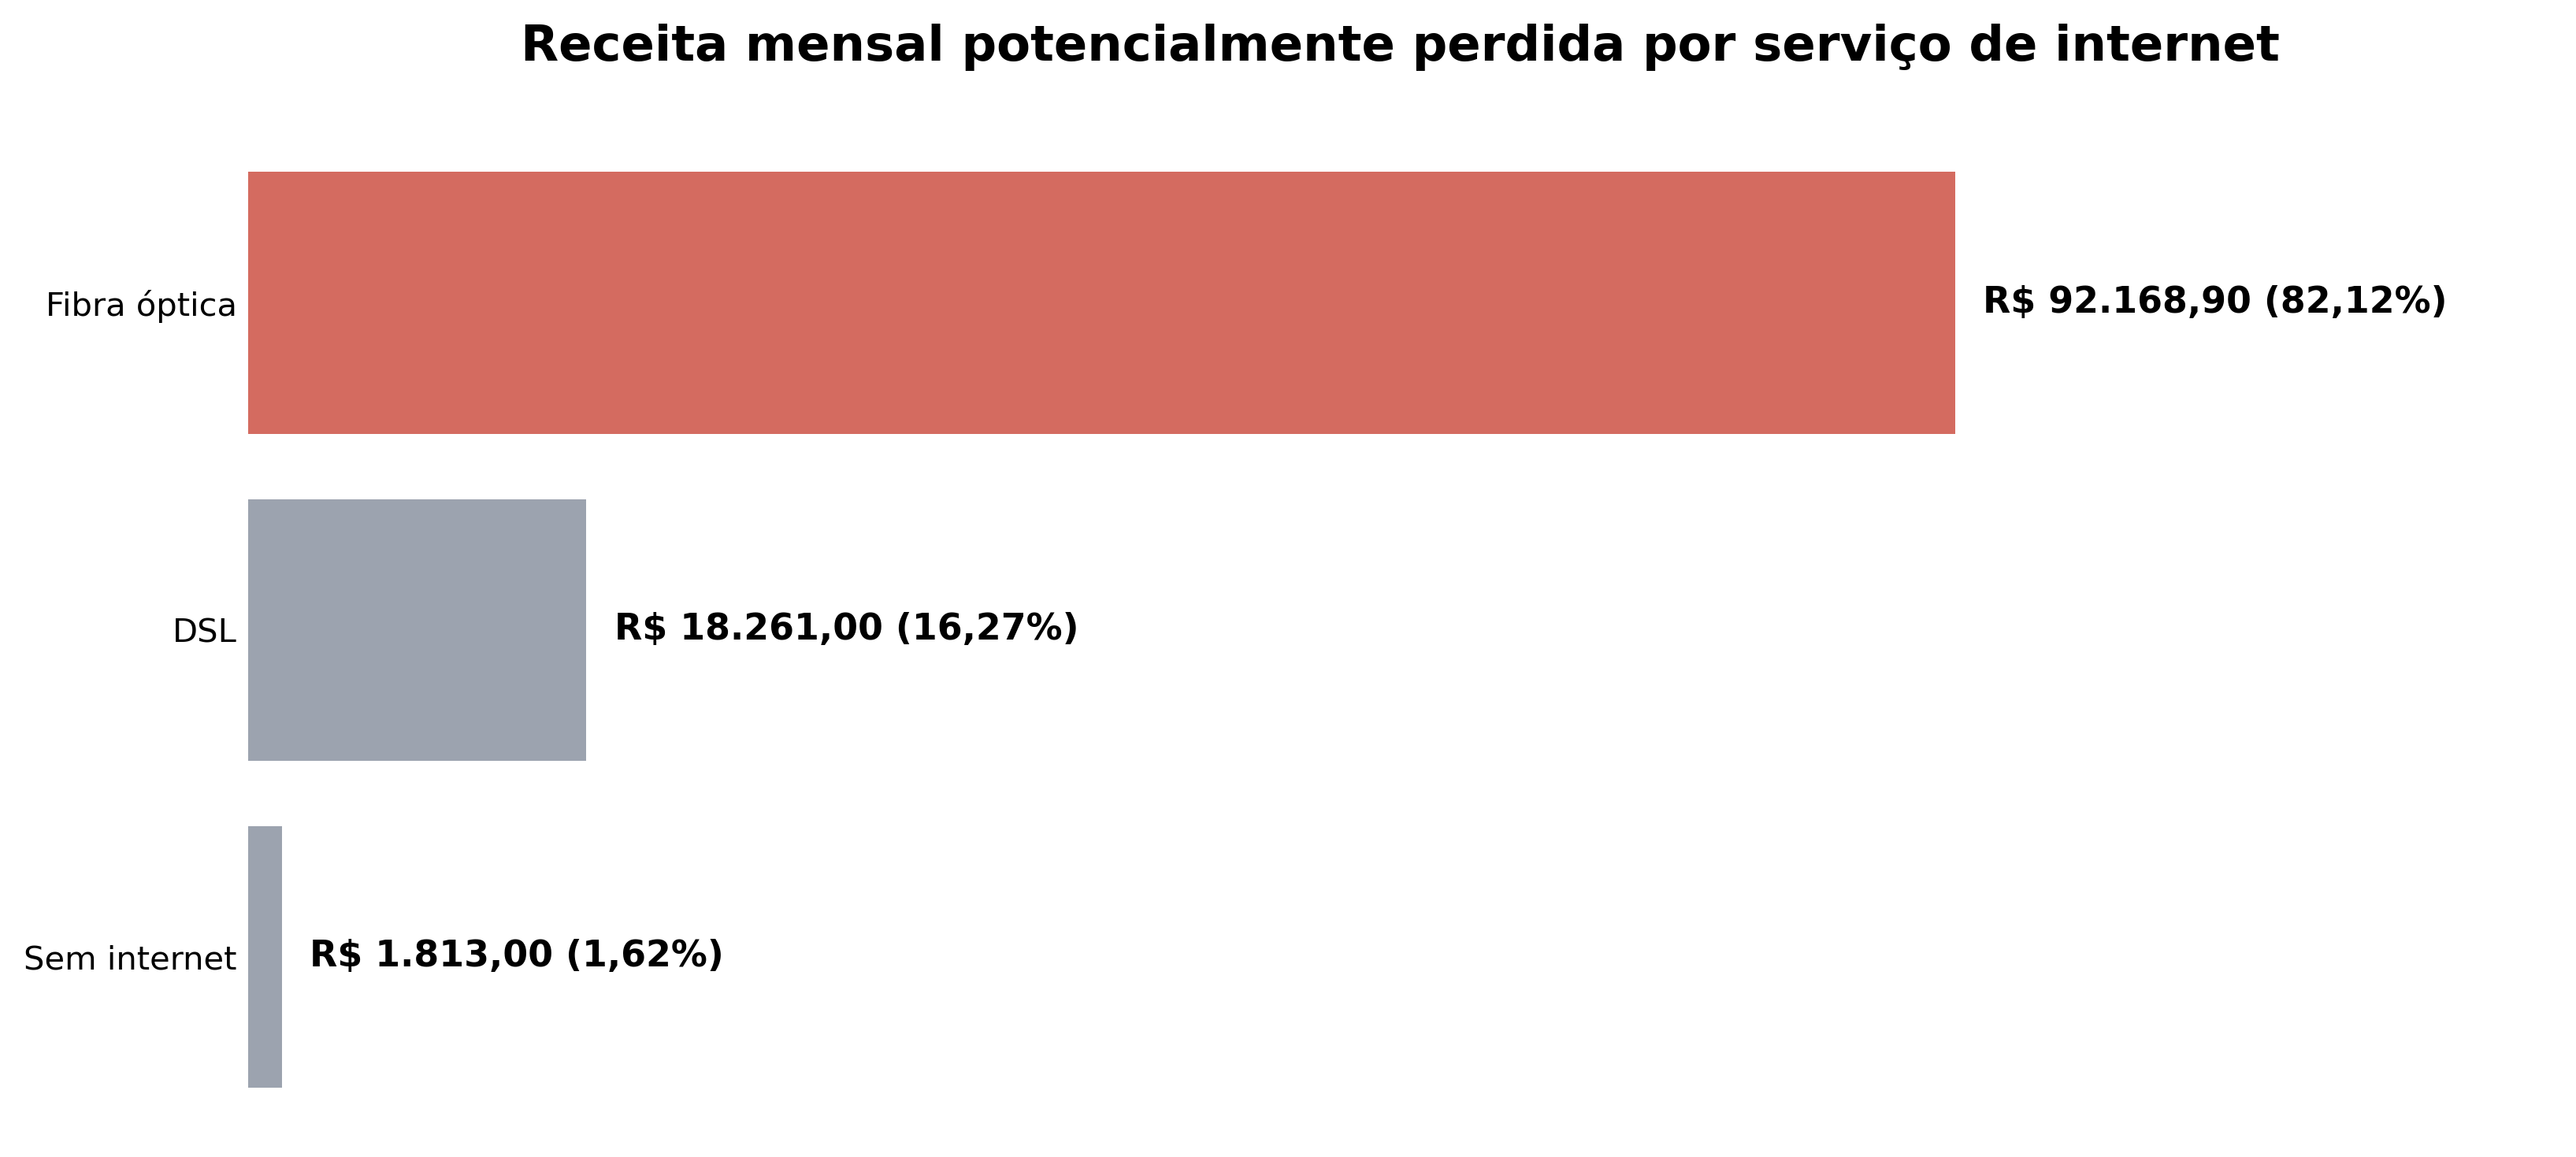 Receita mensal potencialmente perdida por serviço de internet
Fibra óptica
R$ 92.168,90 (82,12%)
DSL
R$ 18.261,00 (16,27%)
Sem internet
R$ 1.813,00 (1,62%)